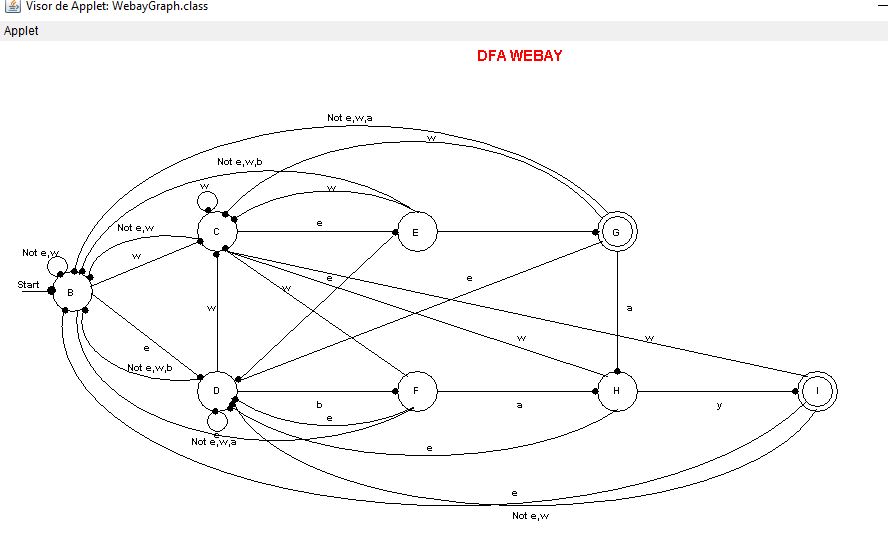 Visor de Applet: WebayGraph.class
Applet
DFA WEBAY
Not e,w,a
w
Not e,w,b
w
w
Not e,w
e
C
E
G
w
Not e,w
Start
B
e
e
w
w
a
w
w
e
Not e,w,b
D
F
H
I
b
e
a
y
e
Not e,w,a
e
e
Not e,w